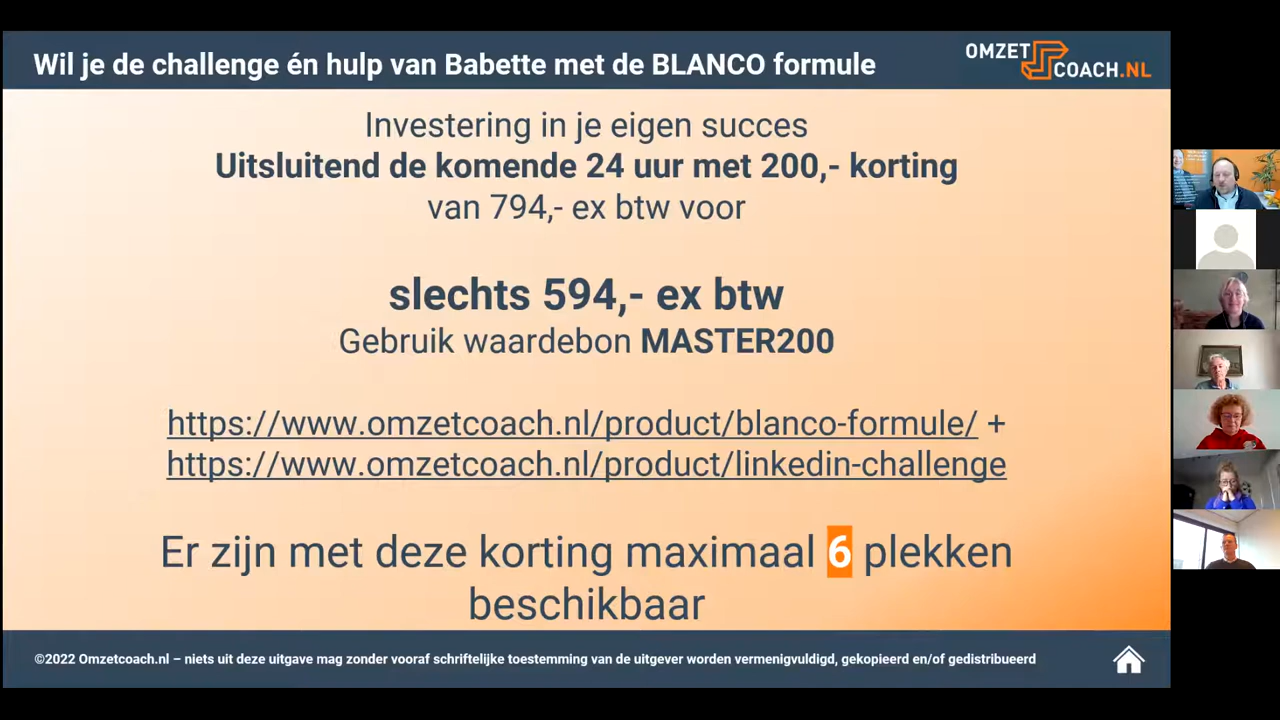 Wil je de challenge én hulp van Babette met de BLANCO formule
OMZET
COACH.NL
Investering in je eigen succes
Uitsluitend de komende 24 uur met 200,- korting
van 794,- ex btw voor
slechts 594,- ex btw
Gebruik waardebon MASTER200
https://www.omzetcoach.nl/product/blanco-formule/ +
https://www.omzetcoach.nl/product/linkedin-challenge
Er zijn met deze korting maximaal 6 plekken
beschikbaar
©2022 Omzetcoach.nl – niets uit deze uitgave mag zonder vooraf schriftelijke toestemming van de uitgever worden vermenigvuldigd, gekopieerd en/of gedistribueerd